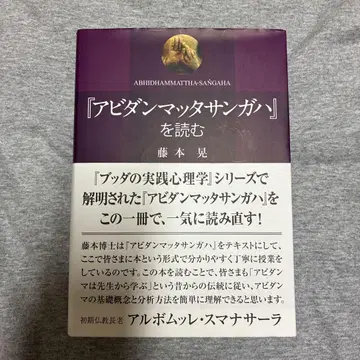 ABHIDHAMMATTHA-SAṄGAHA
『アビダンマッタサンガハ』
を読む
藤本 晃
『ブッダの実践心理学』シリーズで
解明された『アビダンマッタサンガハ』を
この一冊で、一気に読み直す!
藤本博士は『アビダンマッタサンガハ』をテキストにして、
ここで皆さまに本という形式で分かりやすく丁寧に授業を
しているのです。この本を読むことで、皆さまも「アビダン
マは先生から学ぶ」という昔からの伝統に従い、アビダン
マの基礎概念と分析方法を簡単に理解できると思います。
初期仏教長老 アルボムッレ・スマナサーラ